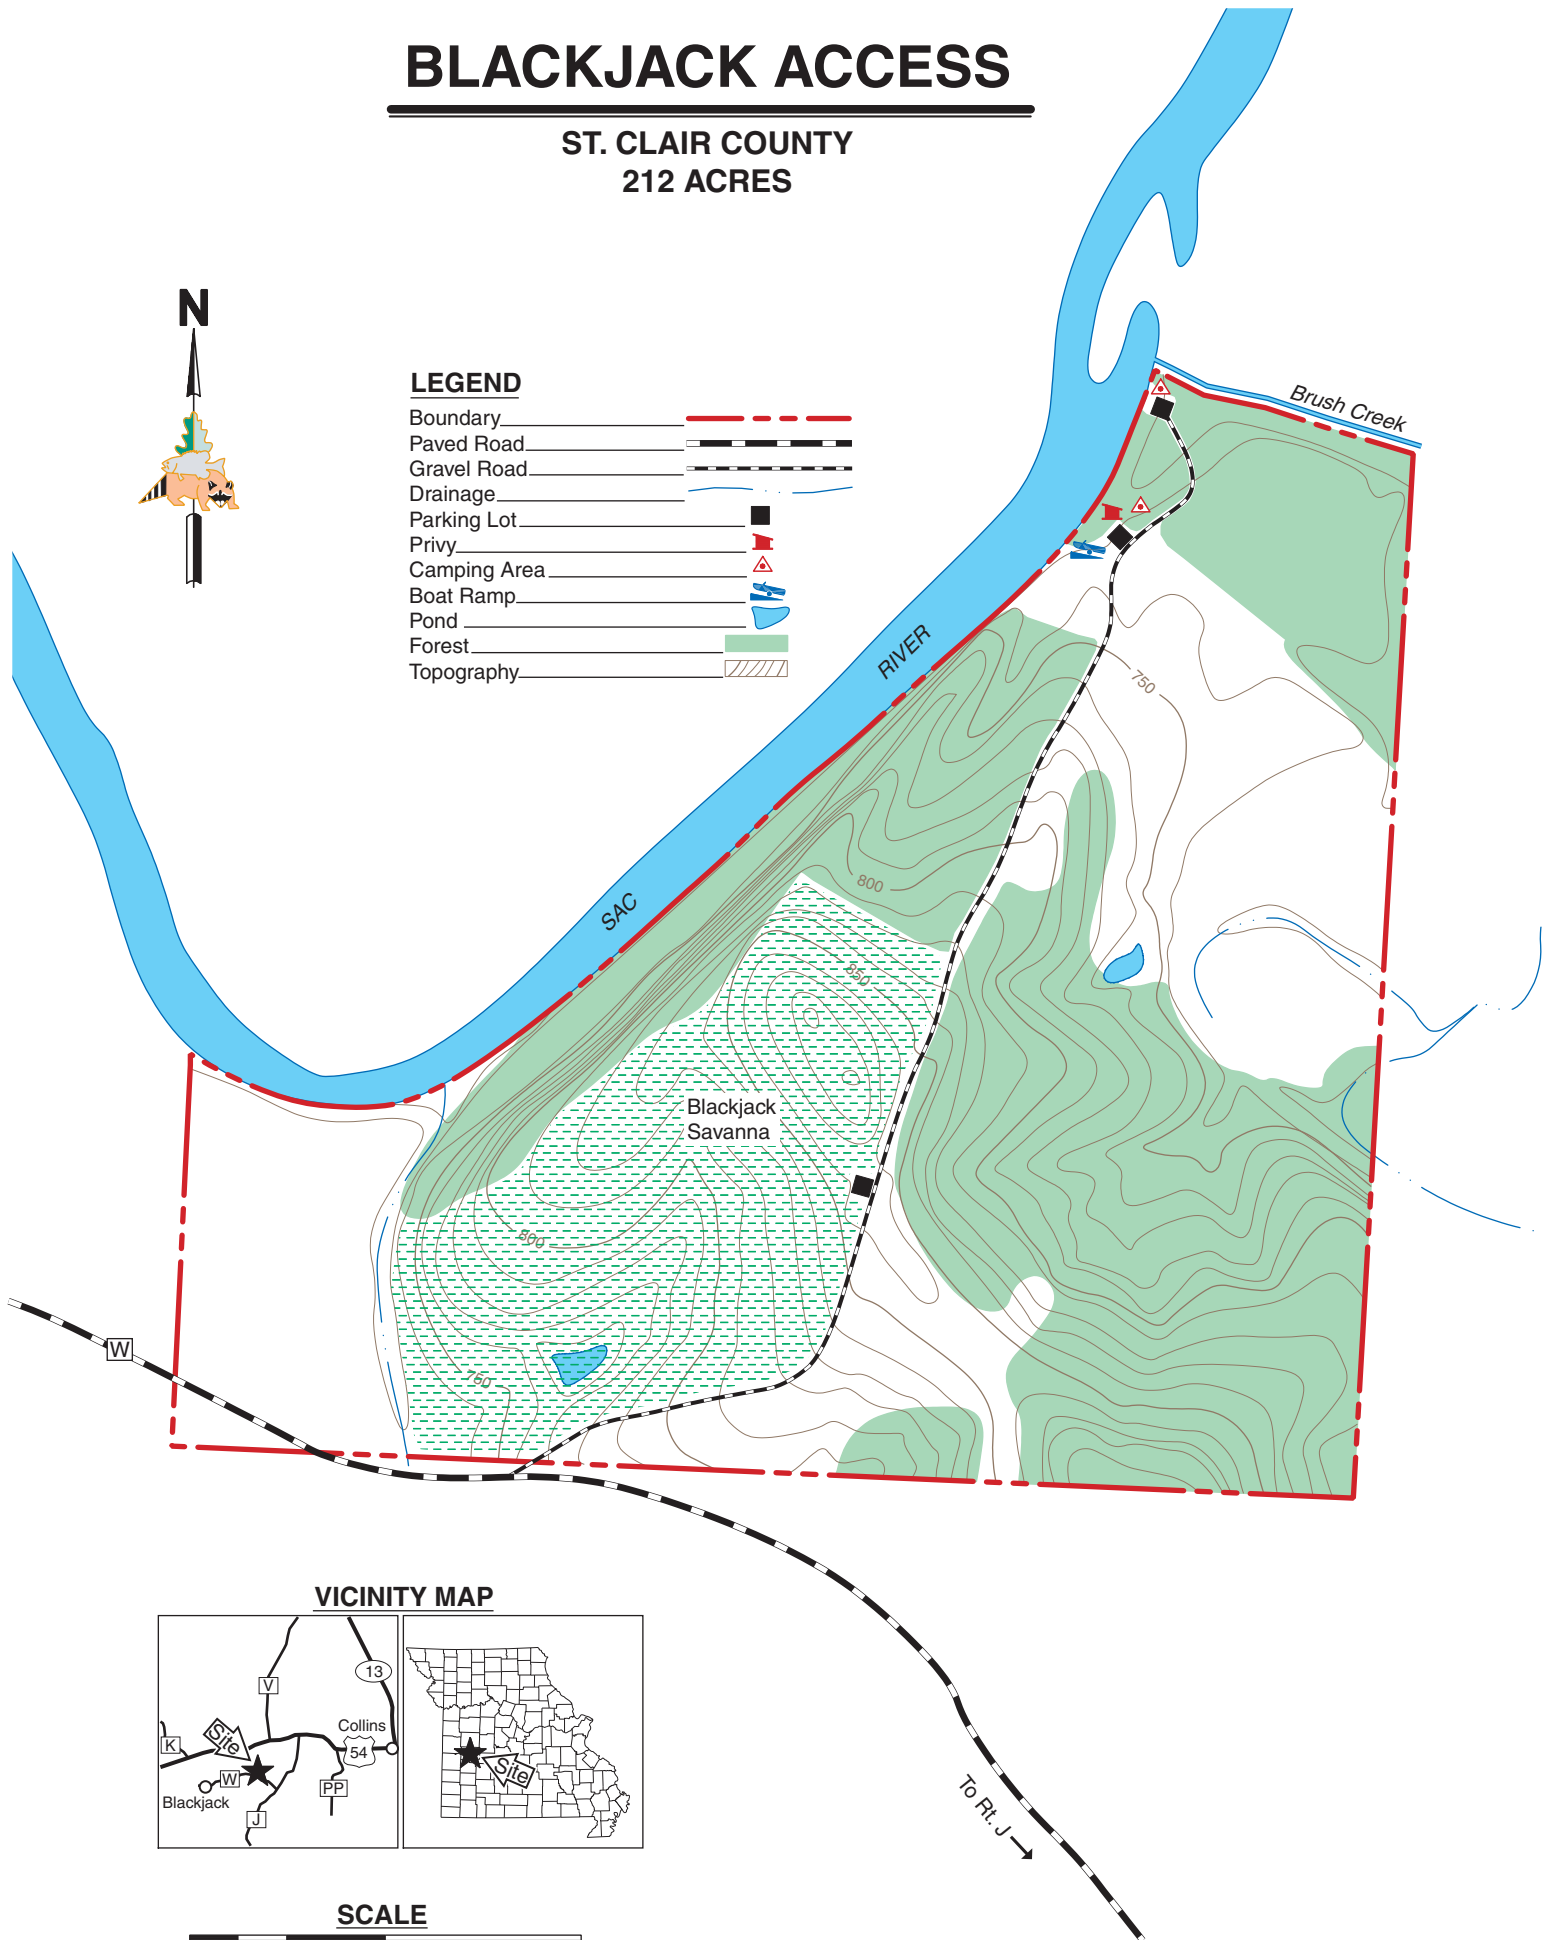 BLACKJACK ACCESS
ST. CLAIR COUNTY
212 ACRES
N
LEGEND
Boundary
Paved Road
Gravel Road
Drainage
Parking Lot
Privy
Camping Area
Boat Ramp
Pond
Forest
Topography
Brush Creek
RIVER
SAC
750
800
850
Blackjack
Savanna
800
750
W
VICINITY MAP
13
V
Collins
54
K
Site
W
Blackjack
PP
J
Site
To Rt. J
SCALE